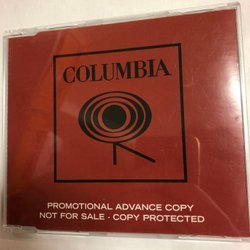 COLUMBIA
PROMOTIONAL ADVANCE COPY
NOT FOR SALE - COPY PROTECTED